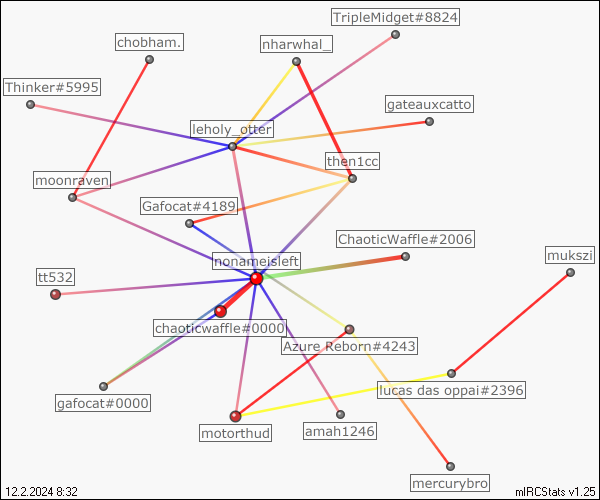 TripleMidget#8824
chobham.
nharwhal_
Thinker#5995
gateauxcatto
leholy_otter
then1cc
moonraven
Gafocat#4189
ChaoticWaffle#2006
mukszi
nonameisleft
tt532
chaoticwaffle#0000
Azure Reborn#4243
lucas das oppai#2396
gafocat#0000
motorthud
amah1246
mercurybro
12.2.2024 8:32
mIRCStats v1.25